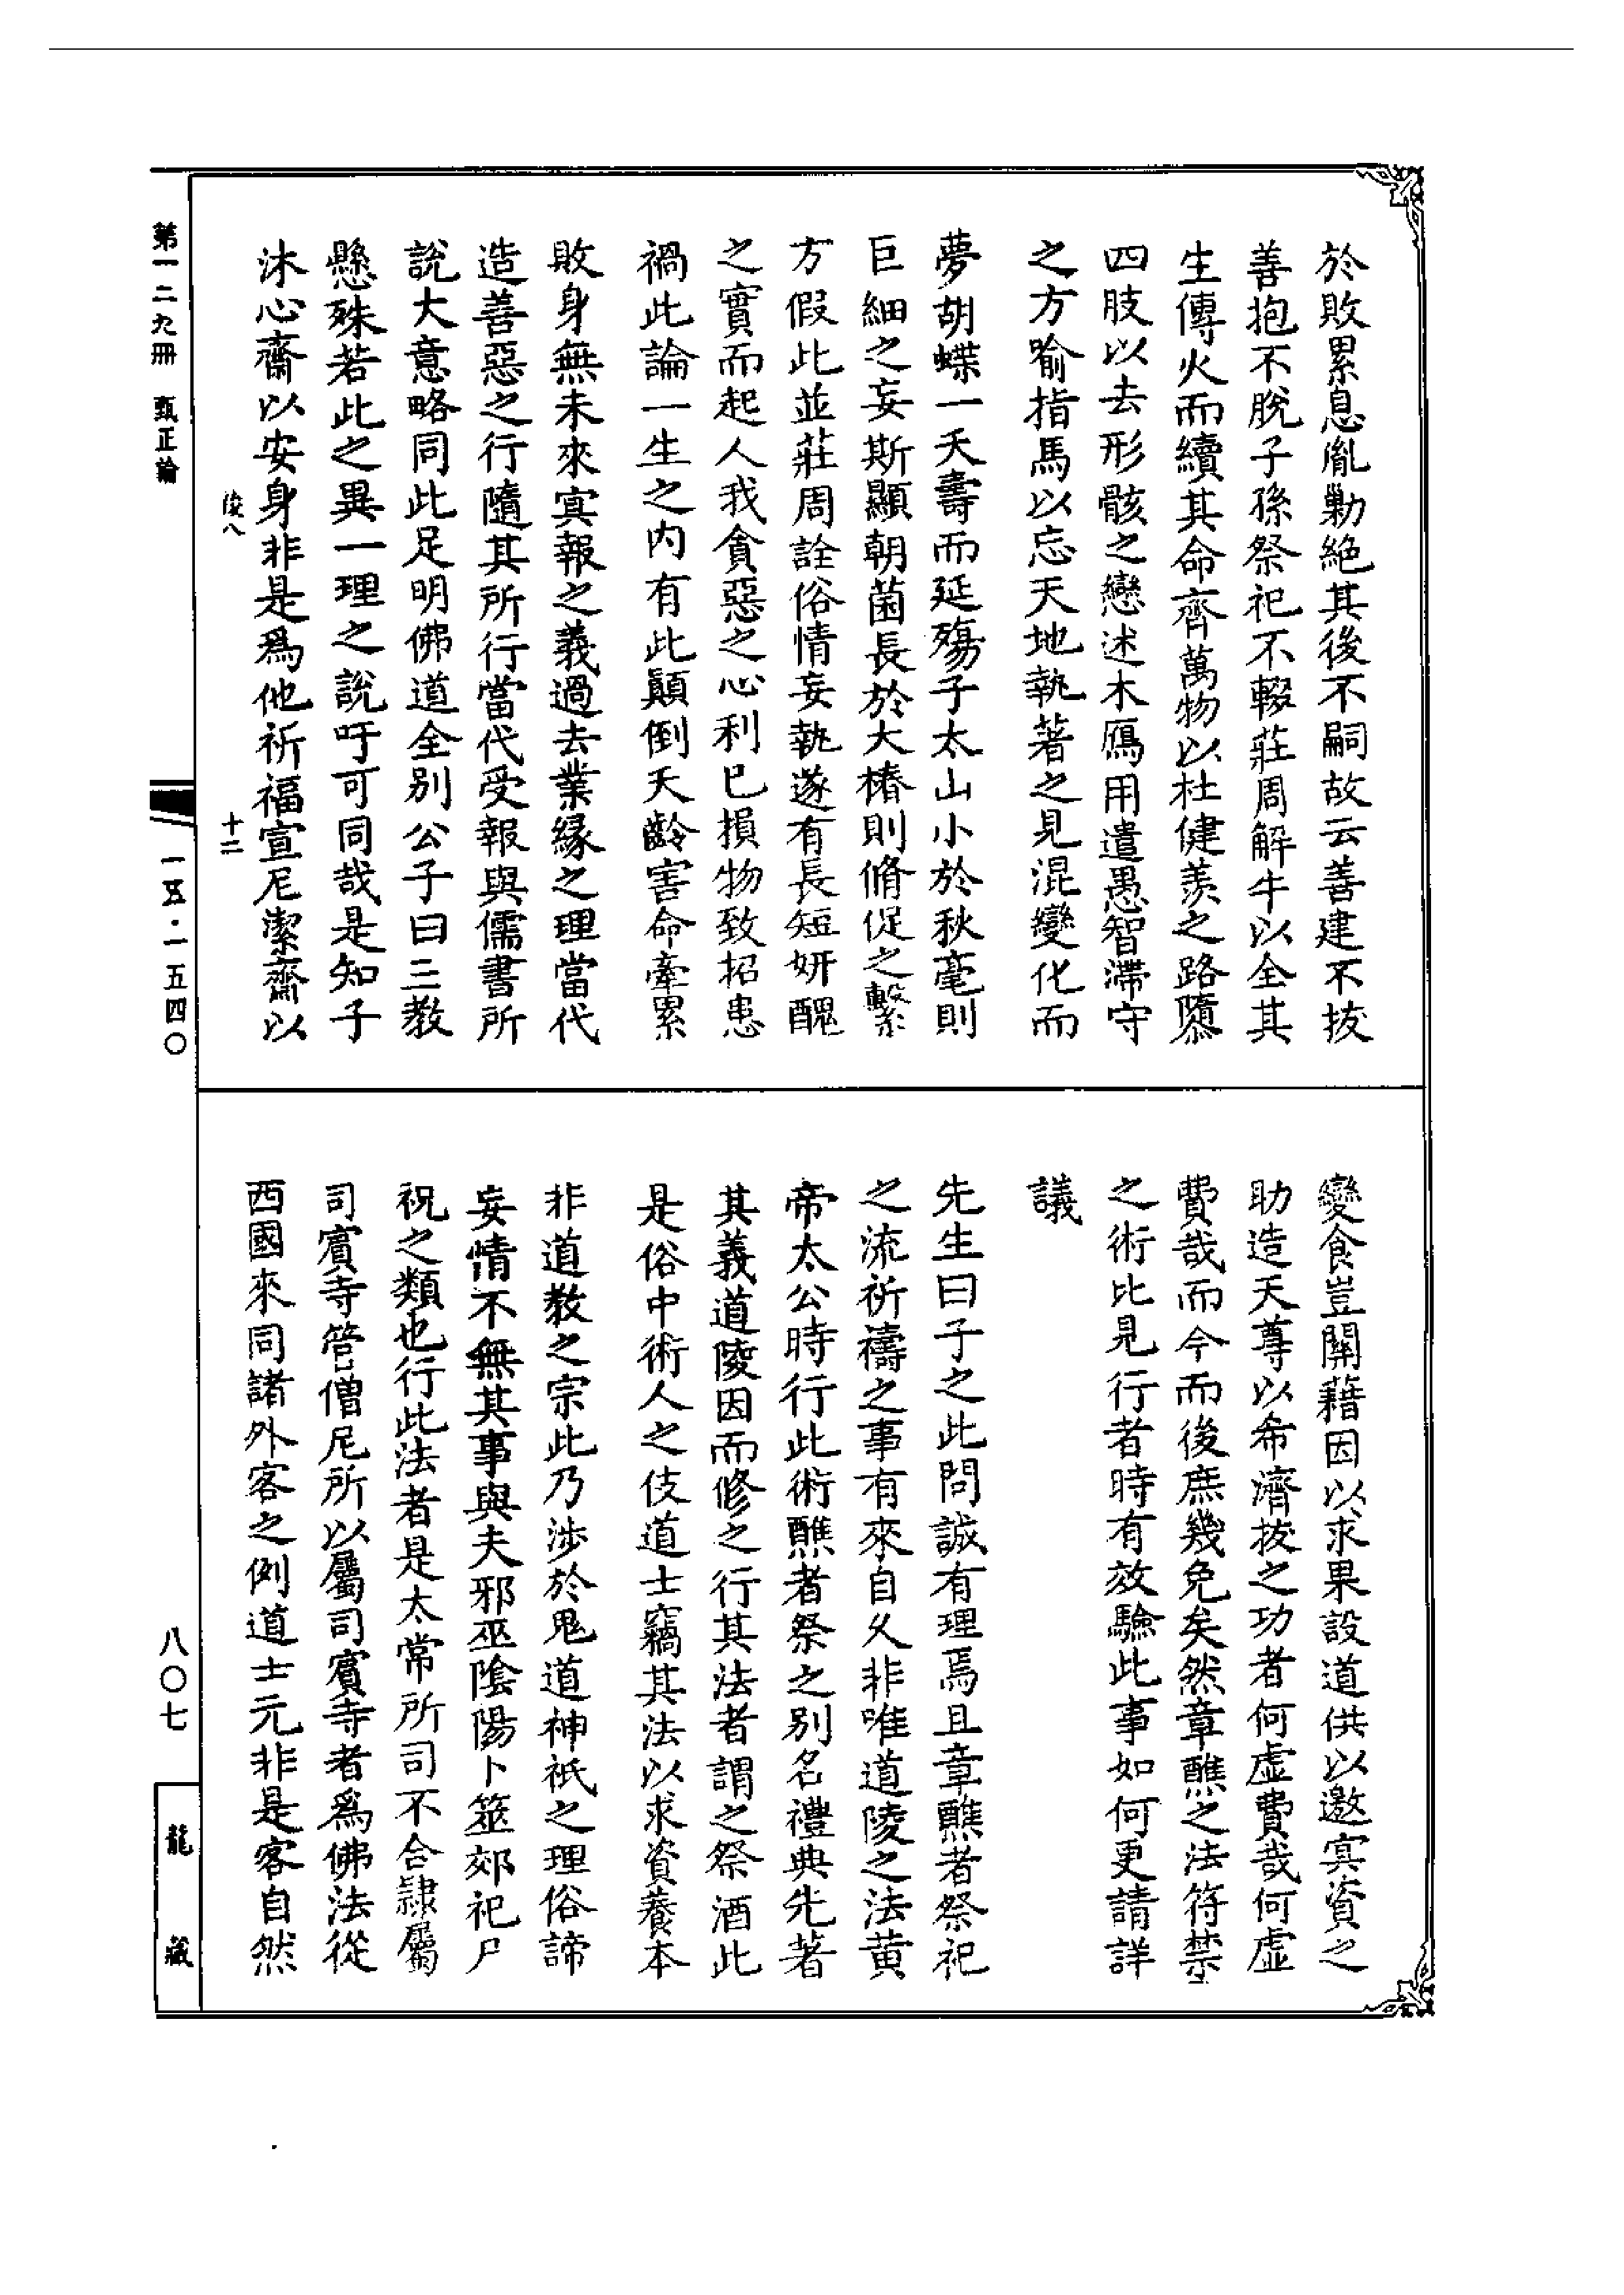 於敗累息胤勦絕其後不嗣故云善建不拔
善抱不脫子孫祭祀不輟莊周解牛以全其
生傳火而續其命齊萬物以杜健羨之路隳
四肢以去形骸之戀述木鴈用遣愚智滯守
之方喻指馬以忘天地執著之見混變化而
夢胡蝶一夭壽而延殤子太山小於秋毫則
巨細之妄斯顯朝菌長於大椿則脩促之繫
方假此並莊周詮俗情妄執遂有長短妍醜
之實而起人我貪惡之心利已損物致招患
禍此論一生之內有此顛倒夭齡害命牽累
敗身無未來冥報之義過去業緣之理當代
造善惡之行隨其所行當代受報與儒書所
說大意略同此足明佛道全別公子曰三教
懸殊若此之異一理之說吁可同哉是知子
沐心齋以安身非是為他祈福宣尼潔齋以
變食豈關藉因以求果設道供以邀冥資之
助造天尊以希濟拔之功者何虛費哉何虛
費哉而今而後庶幾免矣然章醮之法符禁
之術比見行者時有效驗此事如何更請詳
議
先生曰子之此問誠有理焉且章醮者祭祀
之流祈禱之事有來自久非唯道陵之法黃
帝太公時行此術醮者祭之別名禮典先著
其義道陵因而修之行其法者謂之祭酒此
是俗中術人之伎道士竊其法以求資養本
非道教之宗此乃涉於鬼道神祇之理俗諦
妄情不無其事與夫邪巫陰陽卜筮郊祀尸
祝之類也行此法者是太常所司不合隸屬
司賓寺管僧尼所以屬司賓寺者為佛法從
西國來同諸外客之例道士元非是客自然
第一二九冊 甄正論
俊八 十二
一五·一五四〇
八〇七
龍藏